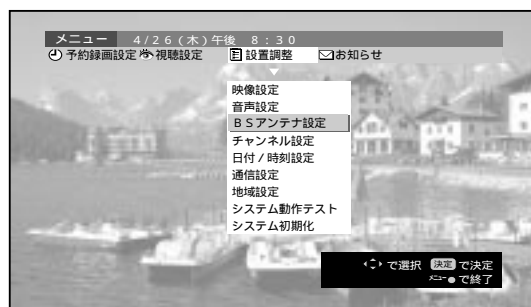 メニュー 4/26(木)午後 8:30
予約録画設定 視聴設定 設置調整 お知らせ
映像設定
音声設定
BSアンテナ設定
チャンネル設定
日付/時刻設定
通信設定
地域設定
システム動作テスト
システム初期化
で選択 決定 で決定
メニュー で終了